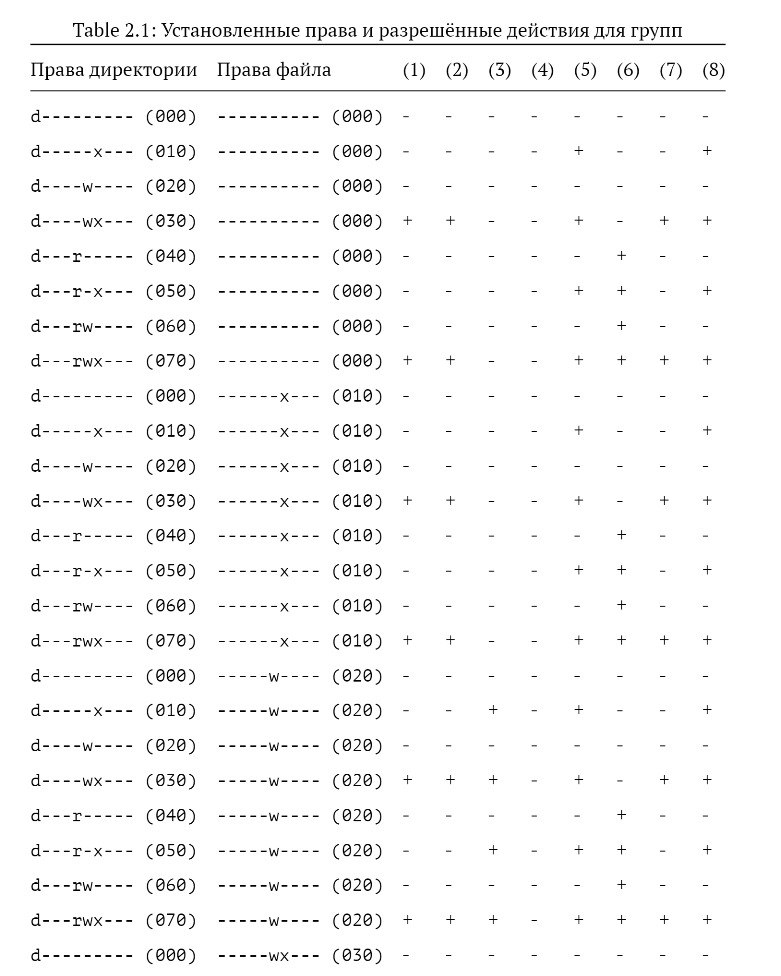 Table 2.1: Установленные права и разрешённые действия для групп
Права директории Права файла (1) (2) (3) (4) (5) (6) (7) (8)
d--------- (000) ---------- (000) - - - - - - - -
d-----x--- (010) ---------- (000) - - - - + - - +
d----w---- (020) ---------- (000) - - - - - - - -
d----wx--- (030) ---------- (000) + + - - + - + +
d---r----- (040) ---------- (000) - - - - - + - -
d---r-x--- (050) ---------- (000) - - - - + + - +
d---rw---- (060) ---------- (000) - - - - - + - -
d---rwx--- (070) ---------- (000) + + - - + + + +
d--------- (000) ------x--- (010) - - - - - - - -
d-----x--- (010) ------x--- (010) - - - - + - - +
d----w---- (020) ------x--- (010) - - - - - - - -
d----wx--- (030) ------x--- (010) + + - - + - + +
d---r----- (040) ------x--- (010) - - - - - + - -
d---r-x--- (050) ------x--- (010) - - - - + + - +
d---rw---- (060) ------x--- (010) - - - - - + - -
d---rwx--- (070) ------x--- (010) + + - - + + + +
d--------- (000) -----w---- (020) - - - - - - - -
d-----x--- (010) -----w---- (020) - - + - + - - +
d----w---- (020) -----w---- (020) - - - - - - - -
d----wx--- (030) -----w---- (020) + + + - + - + +
d---r----- (040) -----w---- (020) - - - - - + - -
d---r-x--- (050) -----w---- (020) - - + - + + - +
d---rw---- (060) -----w---- (020) - - - - - + - -
d---rwx--- (070) -----w---- (020) + + + - + + + +
d--------- (000) -----wx--- (030) - - - - - - - -